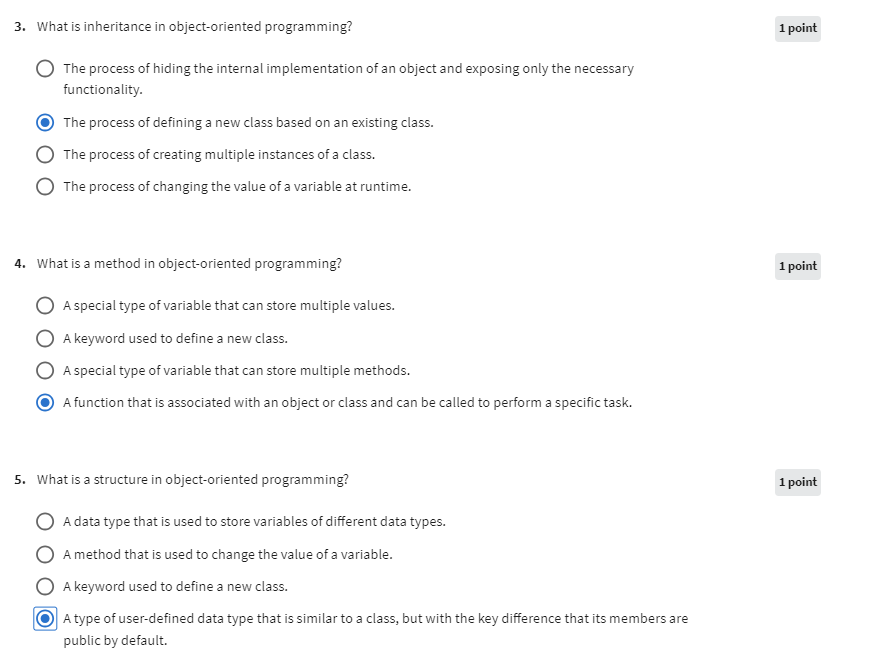 3. What is inheritance in object-oriented programming? 1 point
The process of hiding the internal implementation of an object and exposing only the necessary
functionality.
The process of defining a new class based on an existing class.
The process of creating multiple instances of a class.
The process of changing the value of a variable at runtime.
4. What is a method in object-oriented programming? 1 point
A special type of variable that can store multiple values.
A keyword used to define a new class.
A special type of variable that can store multiple methods.
A function that is associated with an object or class and can be called to perform a specific task.
5. What is a structure in object-oriented programming? 1 point
A data type that is used to store variables of different data types.
A method that is used to change the value of a variable.
A keyword used to define a new class.
A type of user-defined data type that is similar to a class, but with the key difference that its members are
public by default.